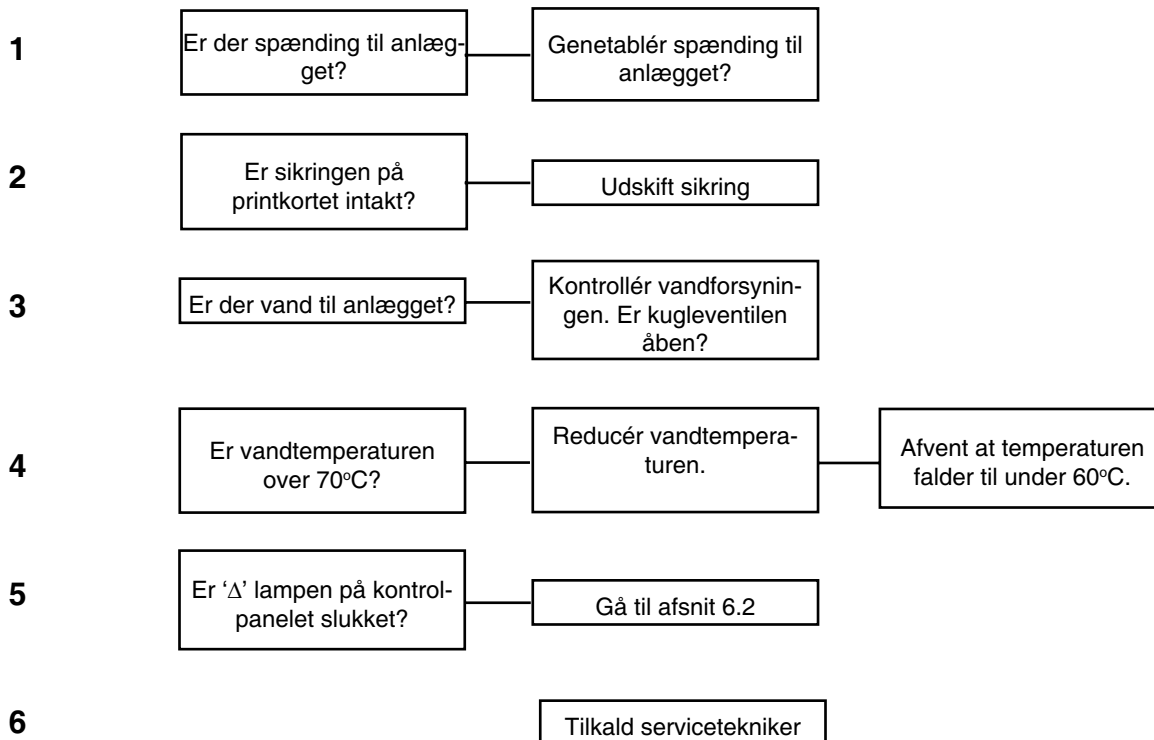 1
Er der spænding til anlæg-
get?
Genetablér spænding til
anlægget?
2
Er sikringen på
printkortet intakt?
Udskift sikring
3
Er der vand til anlægget?
Kontrollér vandforsynin-
gen. Er kugleventilen
åben?
4
Er vandtemperaturen
over 70°C?
Reducér vandtempera-
turen.
Afvent at temperaturen
falder til under 60°C.
5
Er ‘Δ’ lampen på kontrol-
panelet slukket?
Gå til afsnit 6.2
6
Tilkald servicetekniker